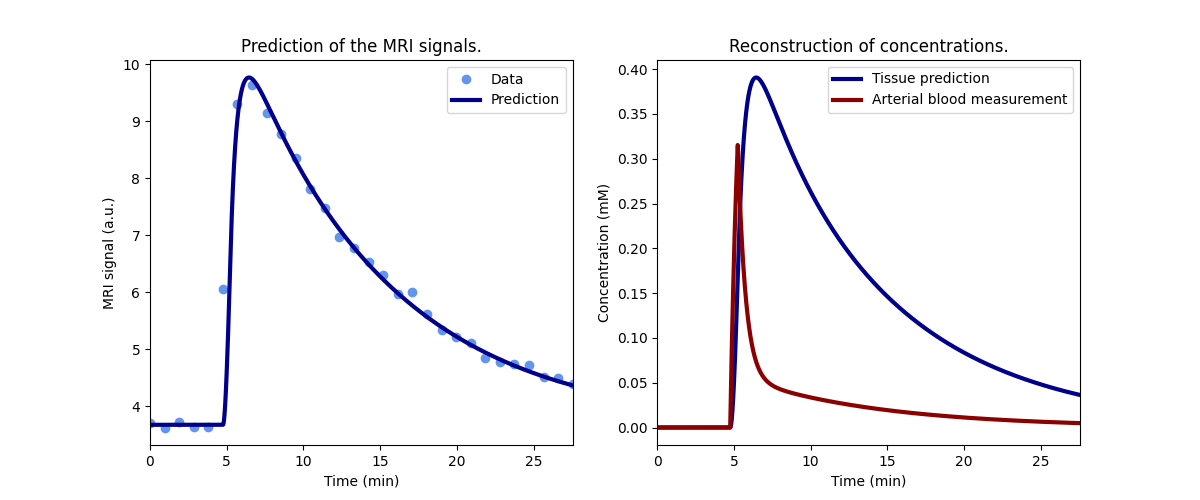 Prediction of the MRI signals.
Data
Prediction
10
9
8
7
6
5
4
MRI signal (a.u.)
0
5
10
15
20
25
Time (min)
Reconstruction of concentrations.
Tissue prediction
Arterial blood measurement
0.40
0.35
0.30
0.25
0.20
0.15
0.10
0.05
0.00
Concentration (mM)
0
5
10
15
20
25
Time (min)